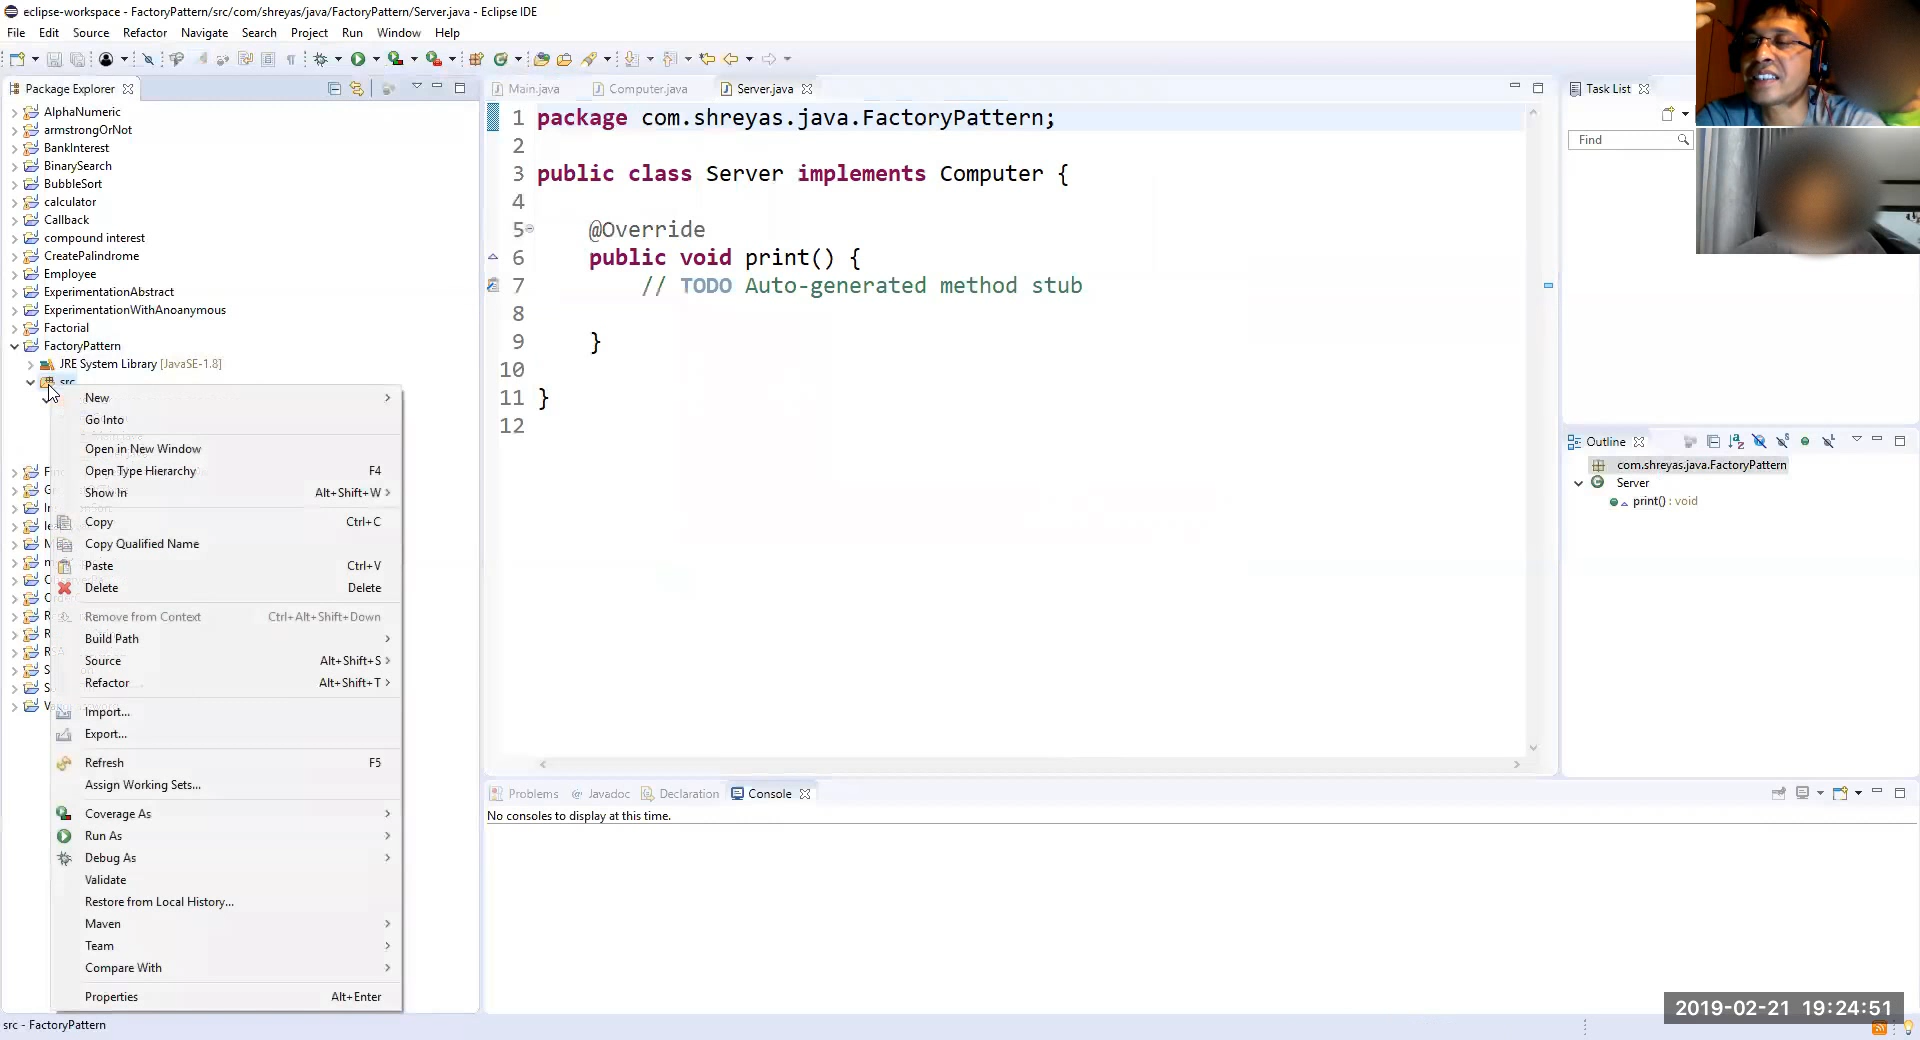 eclipse-workspace - FactoryPattern/src/com/shreyas/java/FactoryPattern/Server.java - Eclipse IDE
File Edit Source Refactor Navigate Search Project Run Window Help
Package Explorer
AlphaNumeric
armstrongOrNot
BankInterest
BinarySearch
BubbleSort
calculator
Callback
compound interest
CreatePalindrome
Employee
ExperimentationAbstract
ExperimentationWithAnoanymous
Factorial
FactoryPattern
JRE System Library [JavaSE-1.8]
src
New
Go Into
Open in New Window
Open Type Hierarchy F4
Show In Alt+Shift+W
Copy Ctrl+C
Copy Qualified Name
Paste Ctrl+V
Delete Delete
Remove from Context Ctrl+Alt+Shift+Down
Build Path
Source Alt+Shift+S
Refactor Alt+Shift+T
Import...
Export...
Refresh F5
Assign Working Sets...
Coverage As
Run As
Debug As
Validate
Restore from Local History...
Maven
Team
Compare With
Properties Alt+Enter
Main.java Computer.java Server.java
1 package com.shreyas.java.FactoryPattern;
2
3 public class Server implements Computer {
4
5 @Override
6 public void print() {
7 // TODO Auto-generated method stub
8
9 }
10
11 }
12
Problems Javadoc Declaration Console
No consoles to display at this time.
Task List
Find
Outline
com.shreyas.java.FactoryPattern
Server
print() : void
src - FactoryPattern
2019-02-21 19:24:51